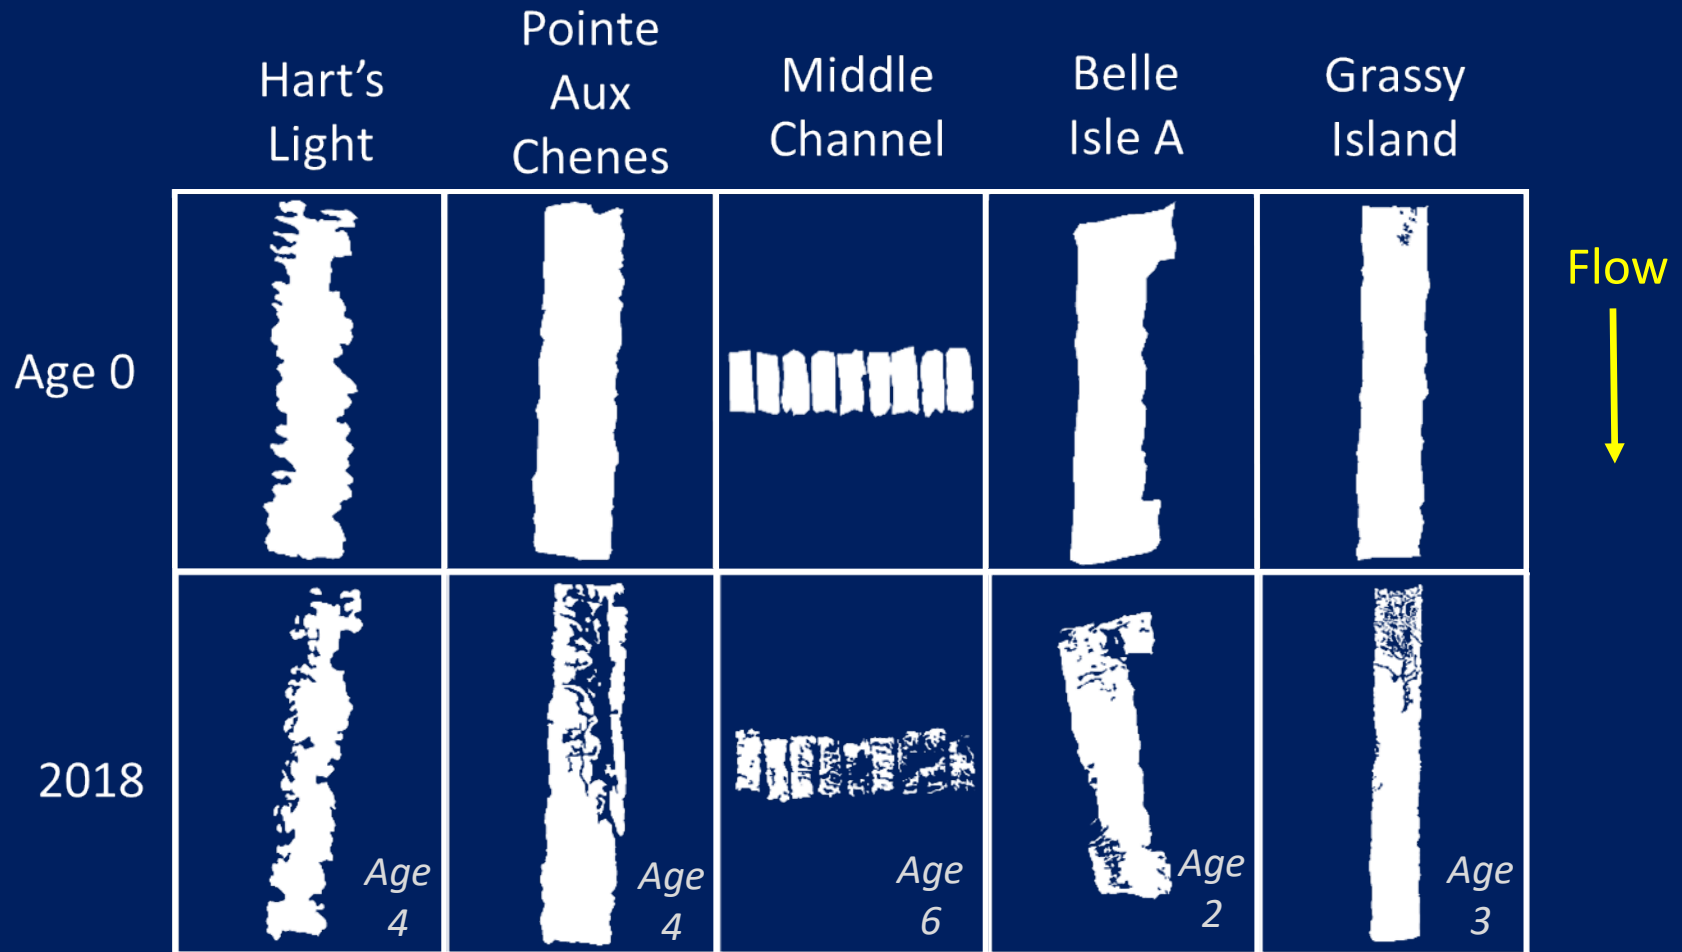 Hart's
Light
Pointe
Aux
Chenes
Middle
Channel
Belle
Isle A
Grassy
Island
Flow
Age 0
2018
Age
4
Age
4
Age
6
Age
2
Age
3